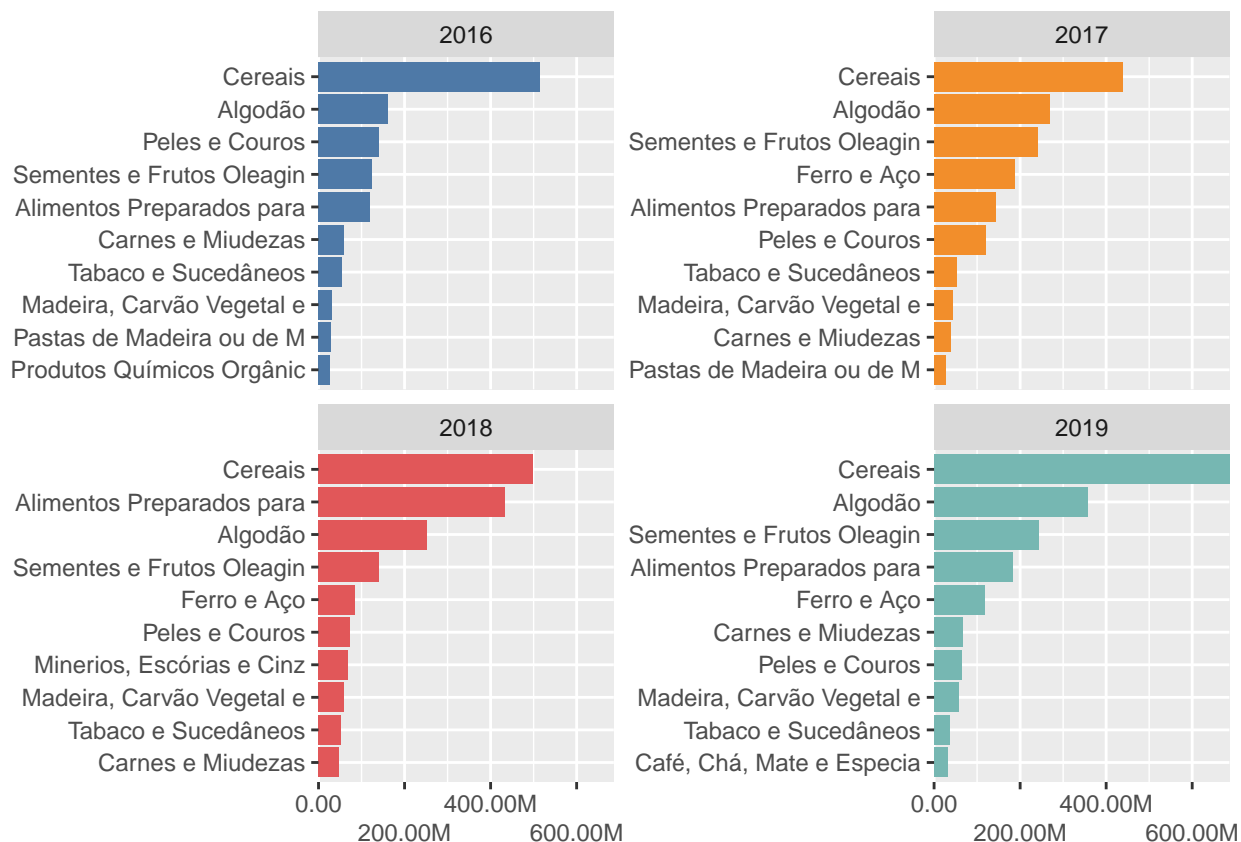 2016
Cereais
Algodão
Peles e Couros
Sementes e Frutos Oleagin
Alimentos Preparados para
Carnes e Miudezas
Tabaco e Sucedâneos
Madeira, Carvão Vegetal e
Pastas de Madeira ou de M
Produtos Químicos Orgânic
2017
Cereais
Algodão
Sementes e Frutos Oleagin
Ferro e Aço
Alimentos Preparados para
Peles e Couros
Tabaco e Sucedâneos
Madeira, Carvão Vegetal e
Carnes e Miudezas
Pastas de Madeira ou de M
2018
Cereais
Alimentos Preparados para
Algodão
Sementes e Frutos Oleagin
Ferro e Aço
Peles e Couros
Minerios, Escórias e Cinz
Madeira, Carvão Vegetal e
Tabaco e Sucedâneos
Carnes e Miudezas
0.00 400.00M
200.00M 600.00M
2019
Cereais
Algodão
Sementes e Frutos Oleagin
Alimentos Preparados para
Ferro e Aço
Carnes e Miudezas
Peles e Couros
Madeira, Carvão Vegetal e
Tabaco e Sucedâneos
Café, Chá, Mate e Especia
0.00 400.00M
200.00M 600.00M